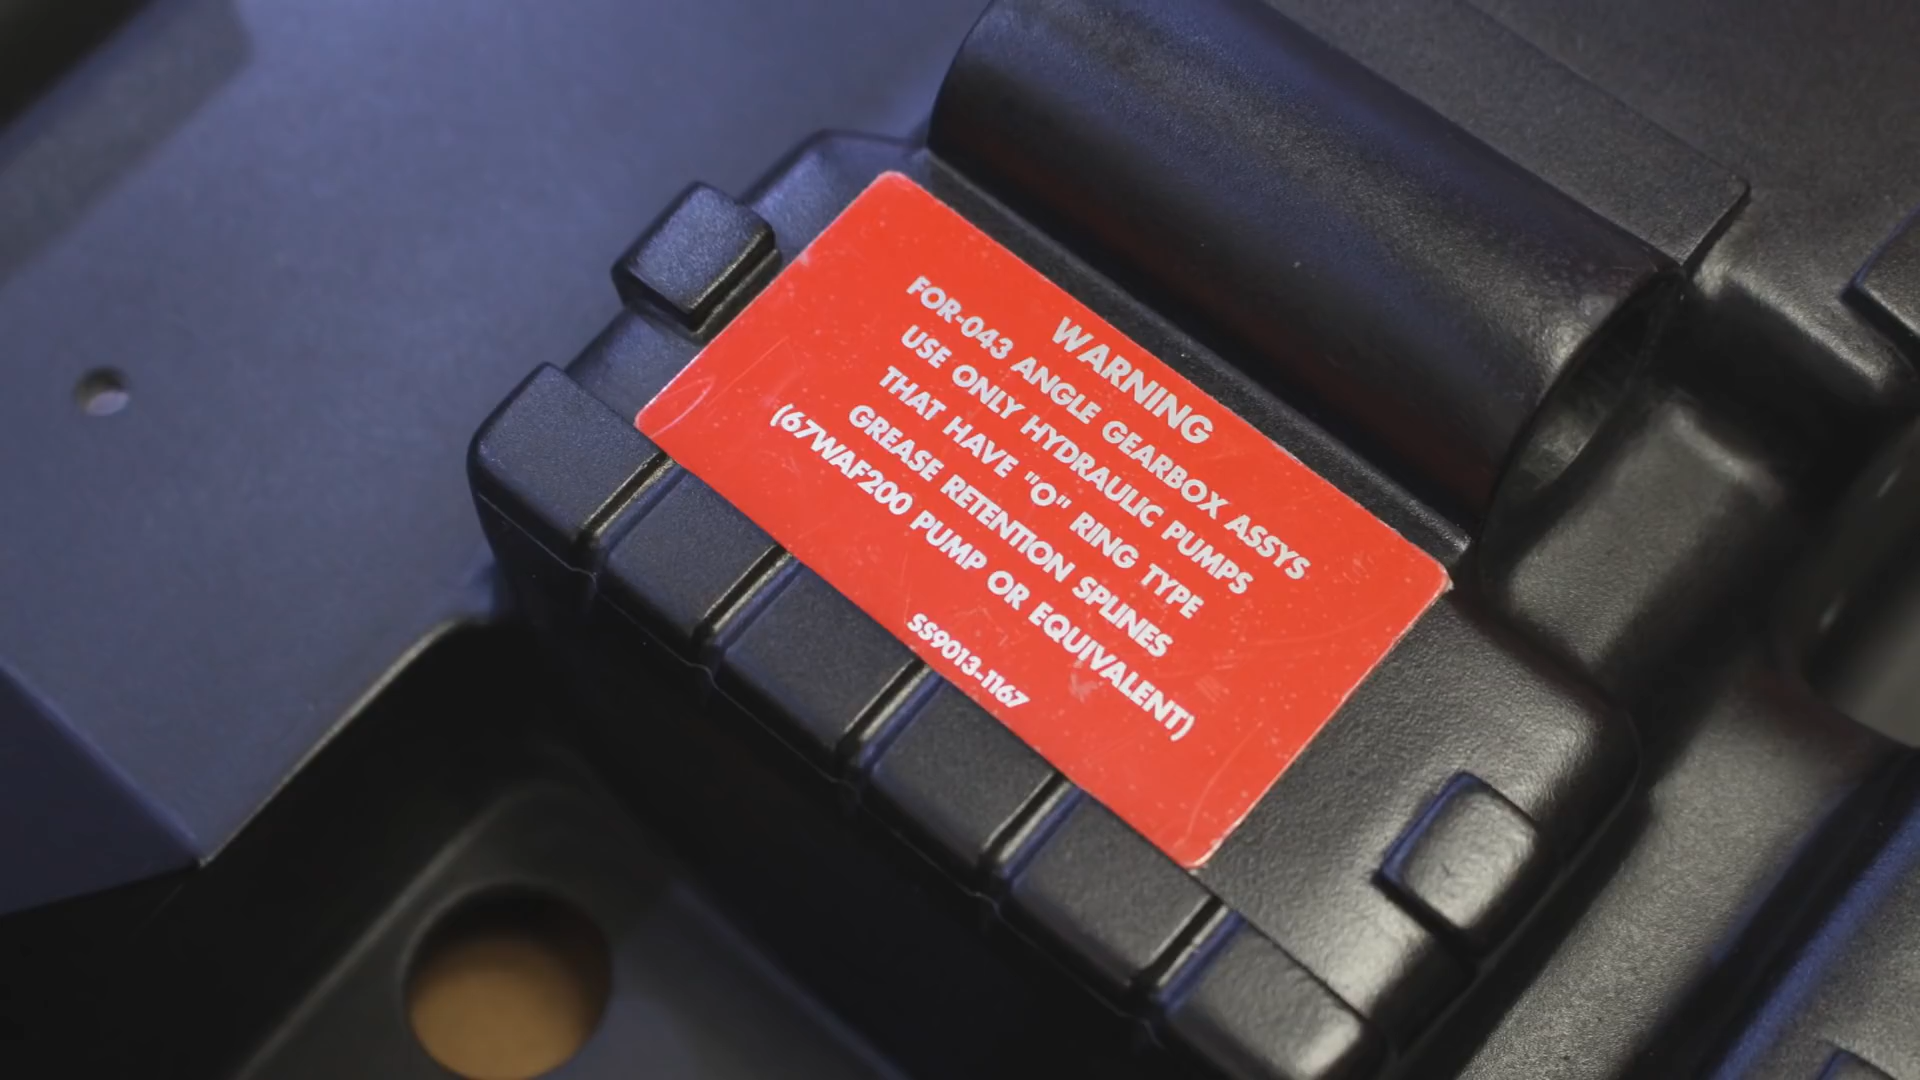 WARNING
FOR-043 ANGLE GEARBOX ASSYS
USE ONLY HYDRAULIC PUMPS
THAT HAVE "O" RING TYPE
GREASE RETENTION SPLINES
(67WAF200 PUMP OR EQUIVALENT)
SS9013-1167